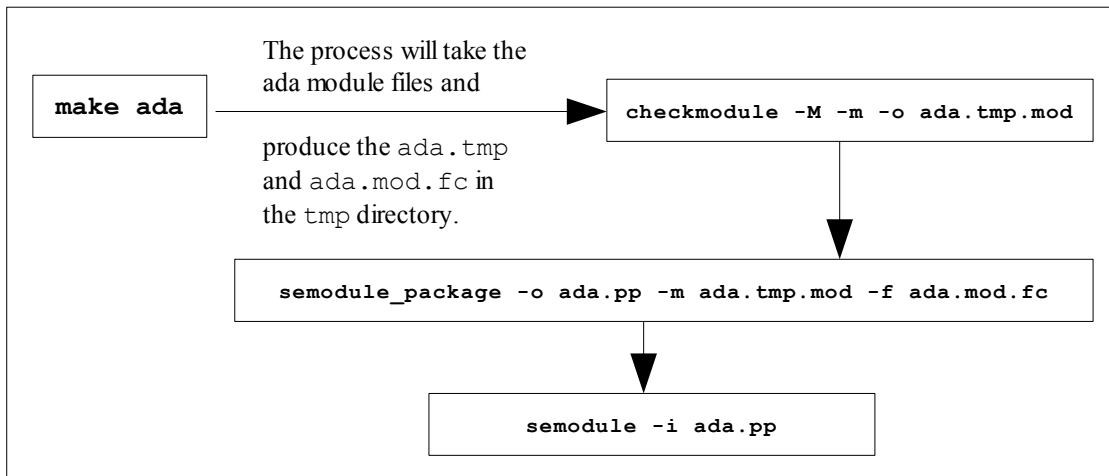 make ada
The process will take the
ada module files and
produce the ada.tmp
and ada.mod.fc in
the tmp directory.
checkmodule -M -m -o ada.tmp.mod
semodule_package -o ada.pp -m ada.tmp.mod -f ada.mod.fc
semodule -i ada.pp